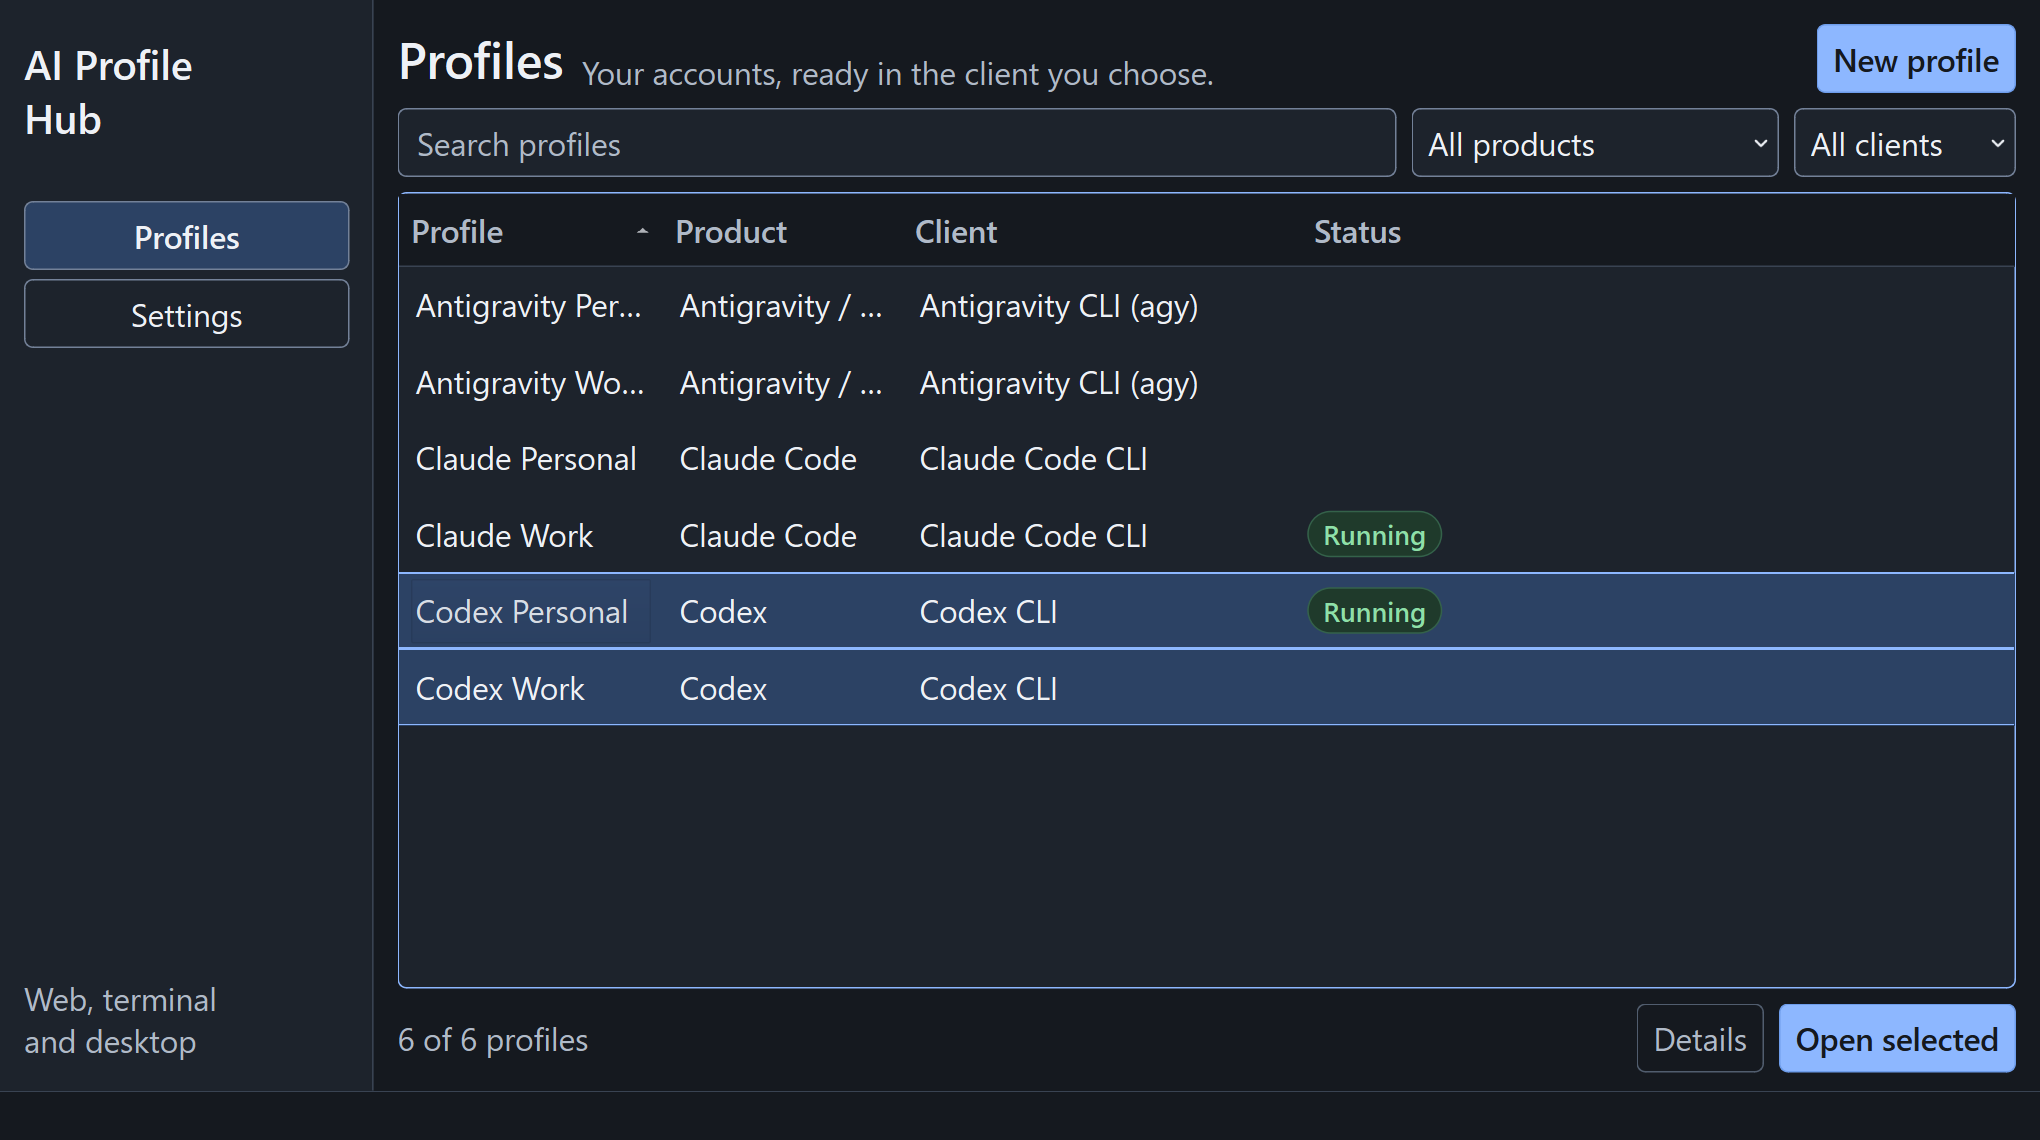 AI Profile
Hub
Profiles
Settings
Web, terminal
and desktop
Profiles Your accounts, ready in the client you choose.
New profile
Search profiles All products All clients
Profile Product Client Status
Antigravity Per... Antigravity / ... Antigravity CLI (agy)
Antigravity Wo... Antigravity / ... Antigravity CLI (agy)
Claude Personal Claude Code Claude Code CLI
Claude Work Claude Code Claude Code CLI Running
Codex Personal Codex Codex CLI Running
Codex Work Codex Codex CLI
6 of 6 profiles Details Open selected